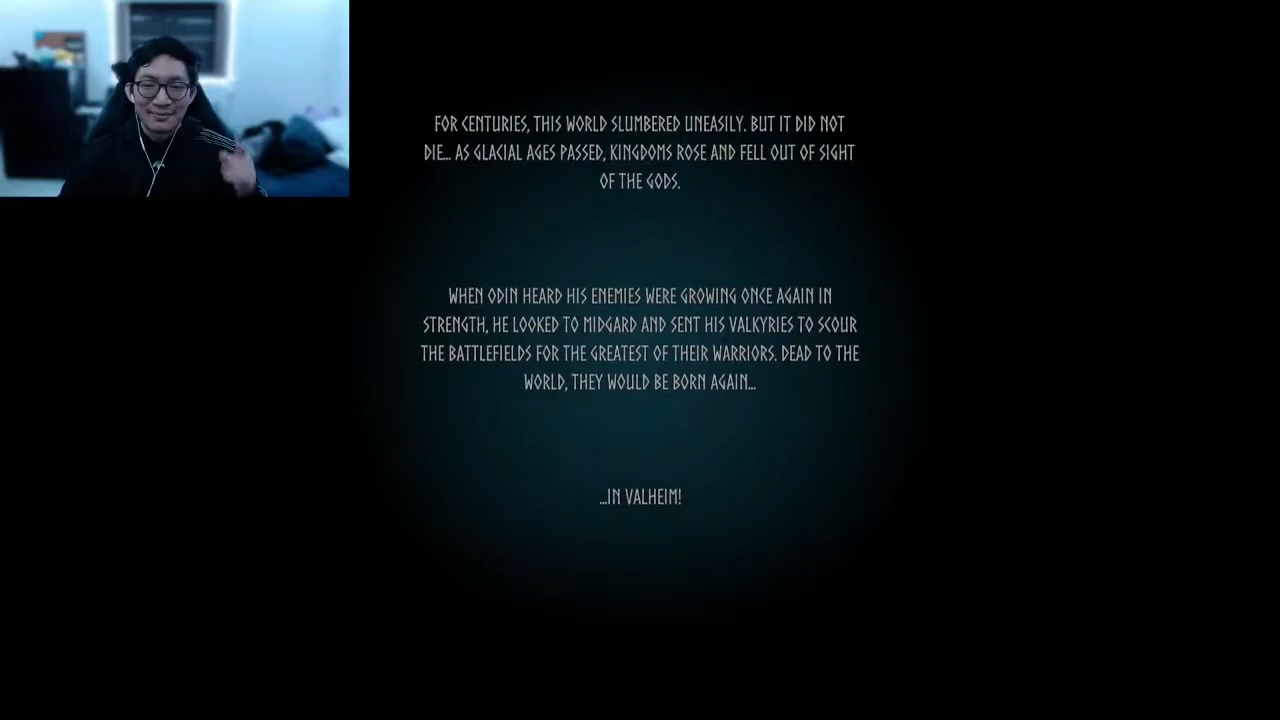 FOR CENTURIES, THIS WORLD SLUMBERED UNEASILY. BUT IT DID NOT
DIE... AS GLACIAL AGES PASSED, KINGDOMS ROSE AND FELL OUT OF SIGHT
OF THE GODS.
WHEN ODIN HEARD HIS ENEMIES WERE GROWING ONCE AGAIN IN
STRENGTH, HE LOOKED TO MIDGARD AND SENT HIS VALKYRIES TO SCOUR
THE BATTLEFIELDS FOR THE GREATEST OF THEIR WARRIORS. DEAD TO THE
WORLD, THEY WOULD BE BORN AGAIN...
...IN VALHEIM!